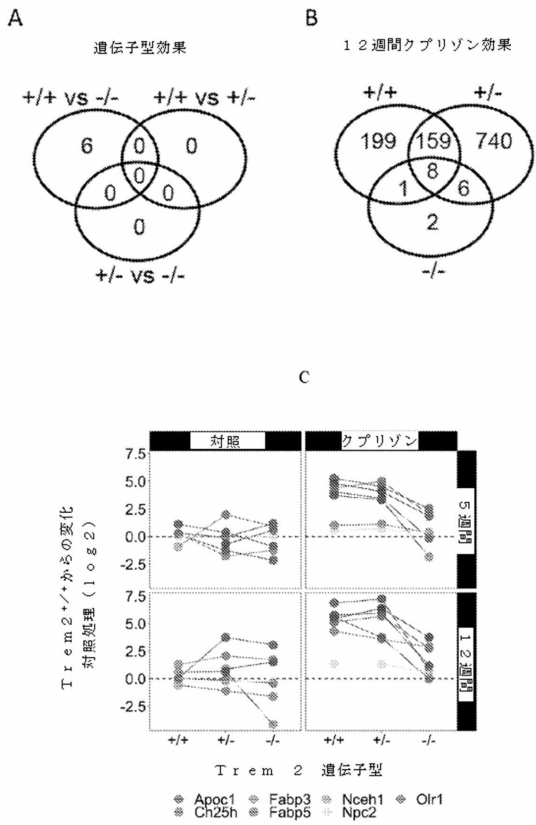 A
遺伝子型効果
+/+ vs -/-
+/+ vs +/-
6
0
0
0
0
0
0
+/- vs -/-
B
12週間クプリゾン効果
+/+
+/-
199
159
740
8
1
6
2
-/-
C
対照
クプリゾン
7.5
5.0
2.5
0.0
-2.5
5週間
7.5
5.0
2.5
0.0
-2.5
12週間
Trem2+/+からの変化
対照処理(log2)
+/+
+/-
-/-
+/+
+/-
-/-
Trem 2 遺伝子型
Apoc1
Fabp3
Nceh1
Olr1
Ch25h
Fabp5
Npc2